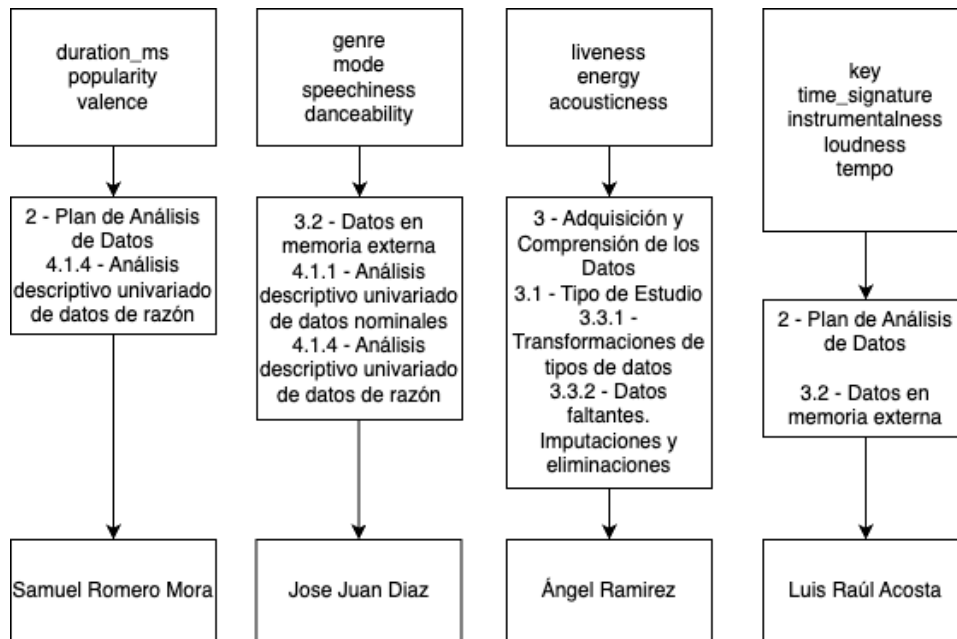 duration_ms
popularity
valence
2 - Plan de Análisis
de Datos
4.1.4 - Análisis
descriptivo univariado
de datos de razón
Samuel Romero Mora
genre
mode
speechiness
danceability
3.2 - Datos en
memoria externa
4.1.1 - Análisis
descriptivo univariado
de datos nominales
4.1.4 - Análisis
descriptivo univariado
de datos de razón
Jose Juan Diaz
liveness
energy
acousticness
3 - Adquisición y
Comprensión de los
Datos
3.1 - Tipo de Estudio
3.3.1 -
Transformaciones de
tipos de datos
3.3.2 - Datos
faltantes.
Imputaciones y
eliminaciones
Ángel Ramirez
key
time_signature
instrumentalness
loudness
tempo
2 - Plan de Análisis
de Datos
3.2 - Datos en
memoria externa
Luis Raúl Acosta